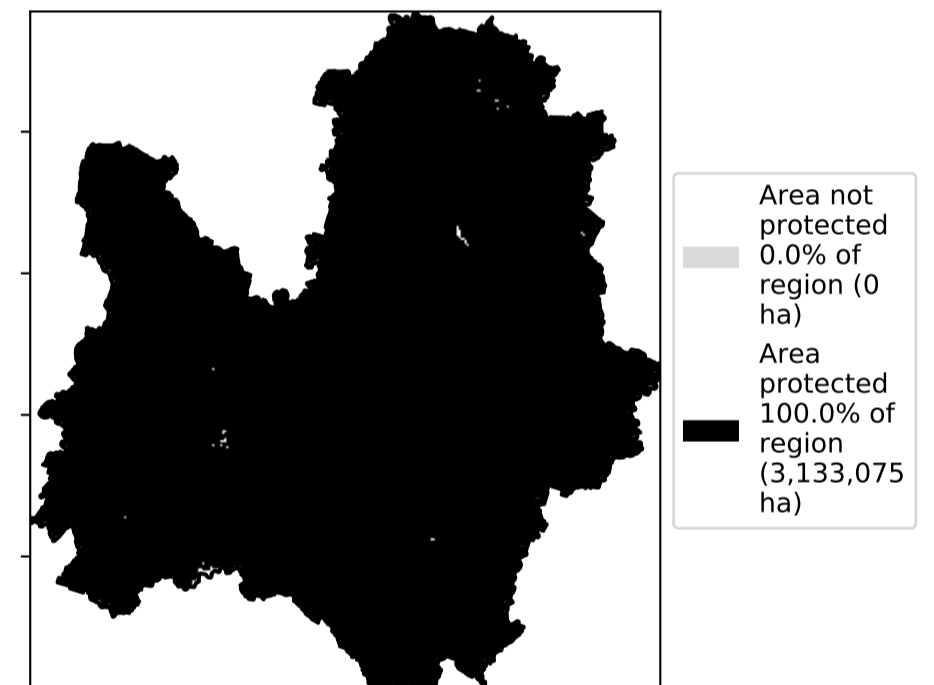 Area not
protected
0.0% of
region (0
ha)
Area
protected
100.0% of
region
(3,133,075
ha)